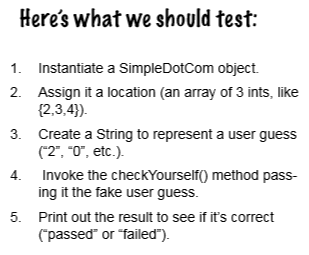 Here's what we should test:
1. Instantiate a SimpleDotCom object.
2. Assign it a location (an array of 3 ints, like
{2,3,4}).
3. Create a String to represent a user guess
("2", "0", etc.).
4. Invoke the checkYourself() method pass-
ing it the fake user guess.
5. Print out the result to see if it's correct
("passed" or "failed").